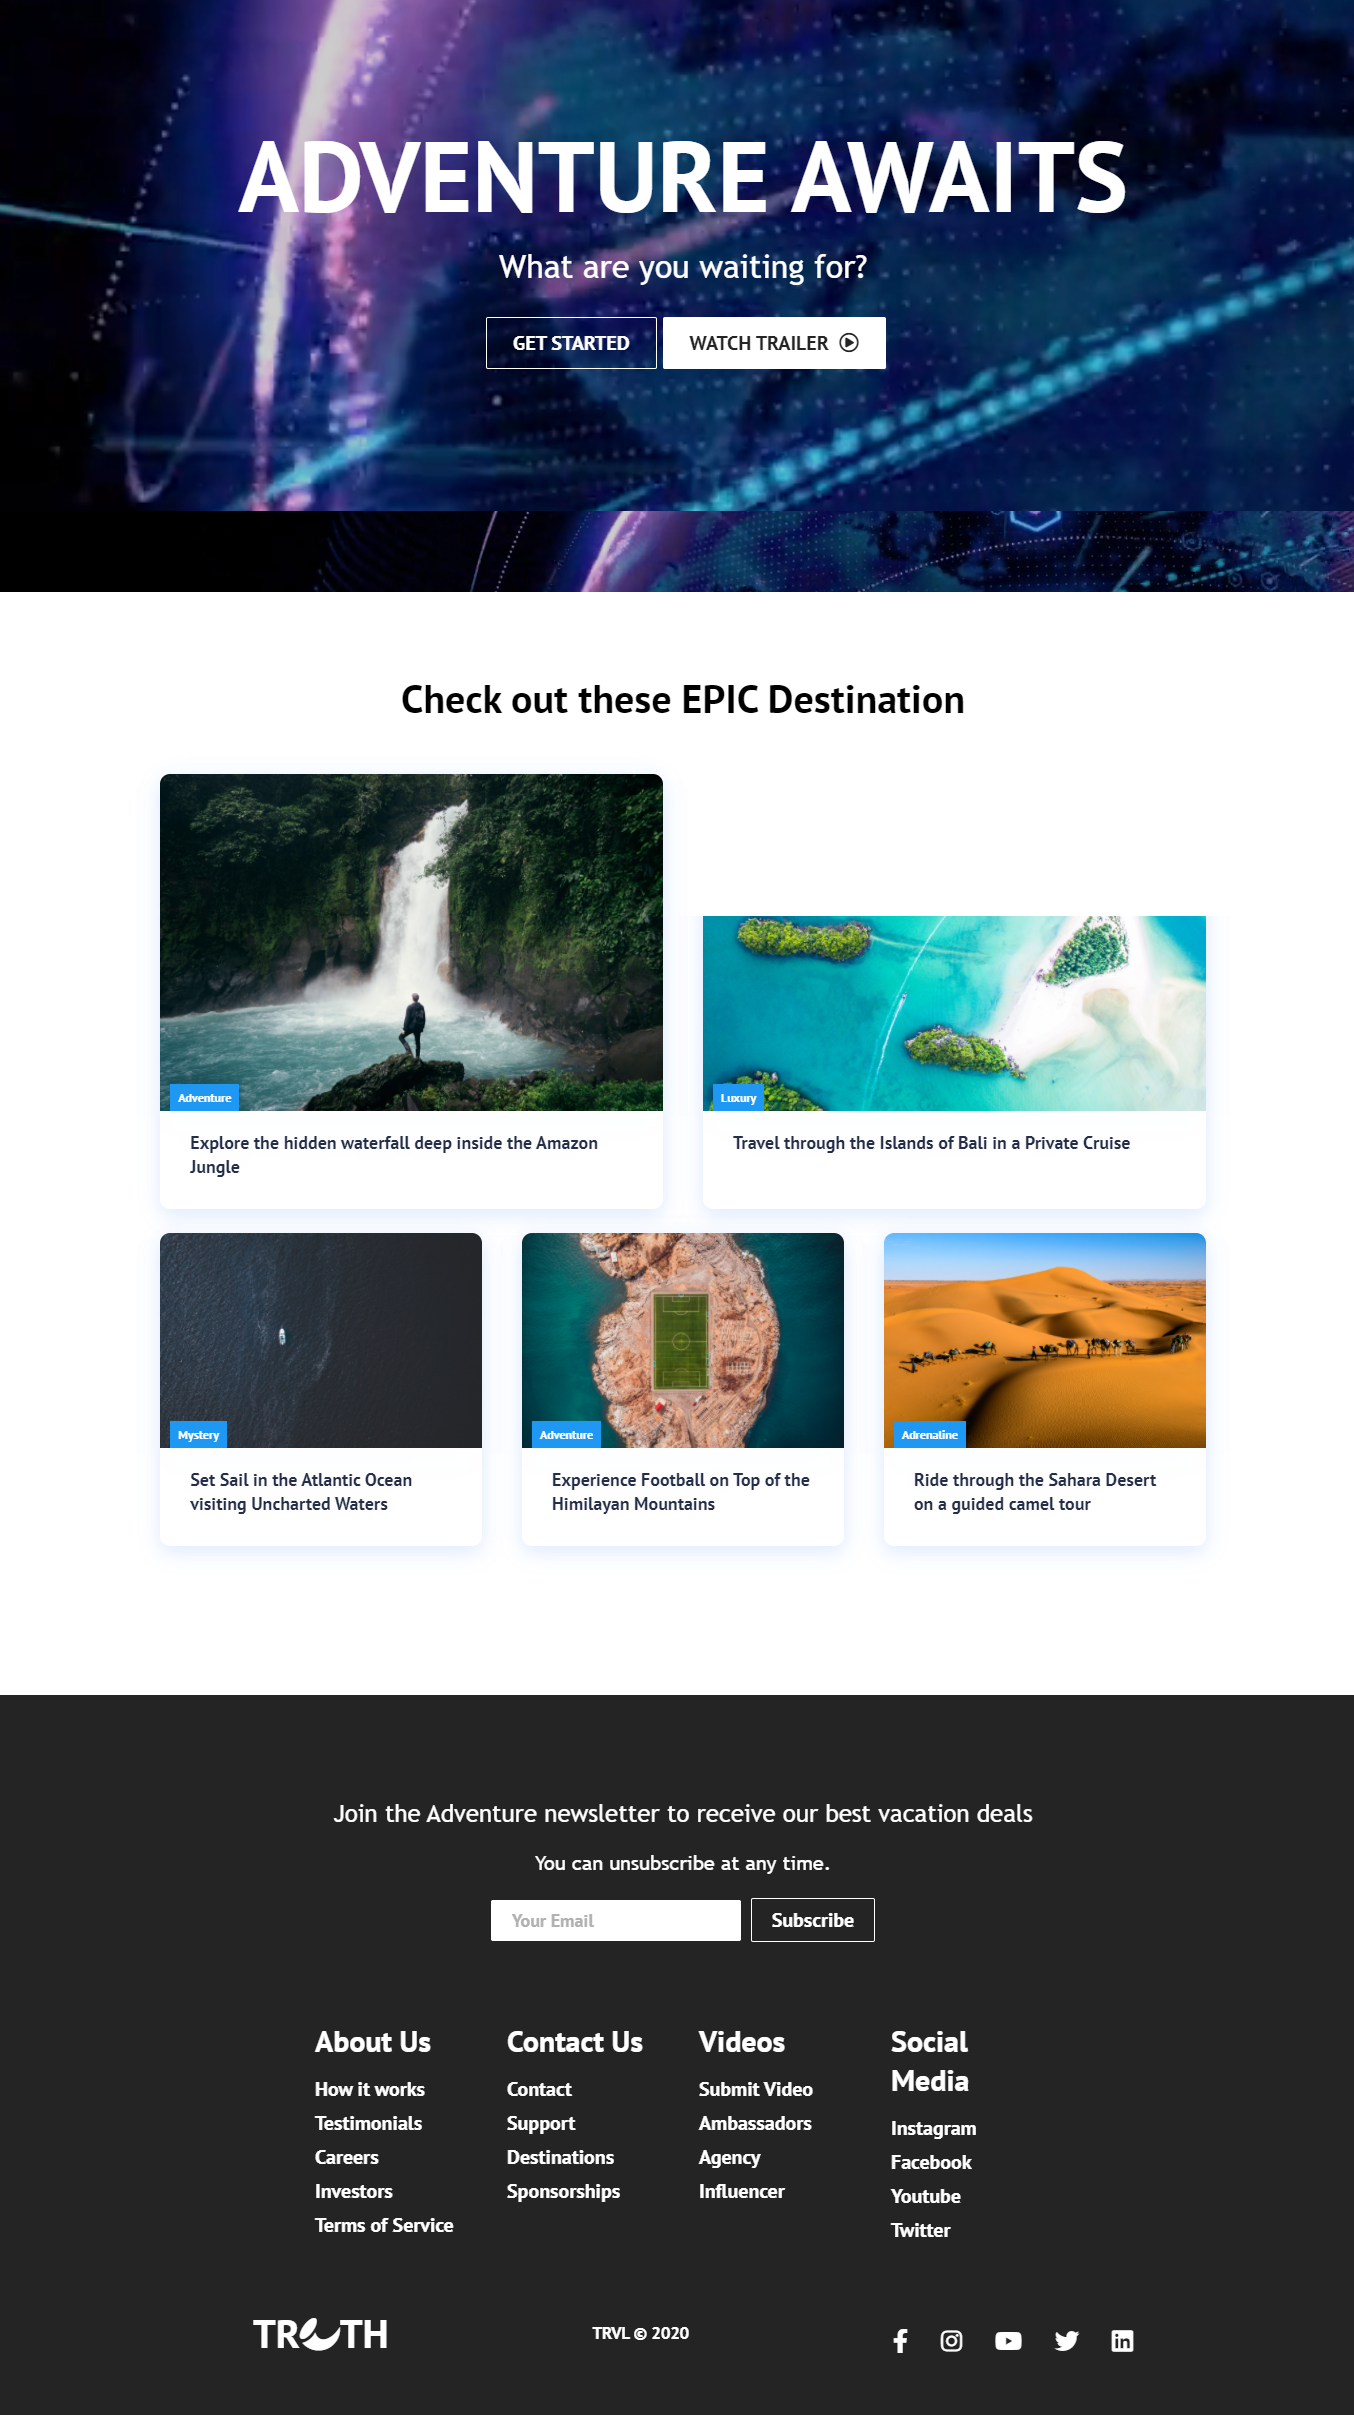 ADVENTURE AWAITS
What are you waiting for?
GET STARTED
WATCH TRAILER
Check out these EPIC Destination
Adventure
Explore the hidden waterfall deep inside the Amazon
Jungle
Luxury
Travel through the Islands of Bali in a Private Cruise
Mystery
Set Sail in the Atlantic Ocean
visiting Uncharted Waters
Adventure
Experience Football on Top of the
Himilayan Mountains
Adrenaline
Ride through the Sahara Desert
on a guided camel tour
Join the Adventure newsletter to receive our best vacation deals
You can unsubscribe at any time.
Your Email
Subscribe
About Us
How it works
Testimonials
Careers
Investors
Terms of Service
Contact Us
Contact
Support
Destinations
Sponsorships
Videos
Submit Video
Ambassadors
Agency
Influencer
Social
Media
Instagram
Facebook
Youtube
Twitter
TRUTH
TRVL © 2020